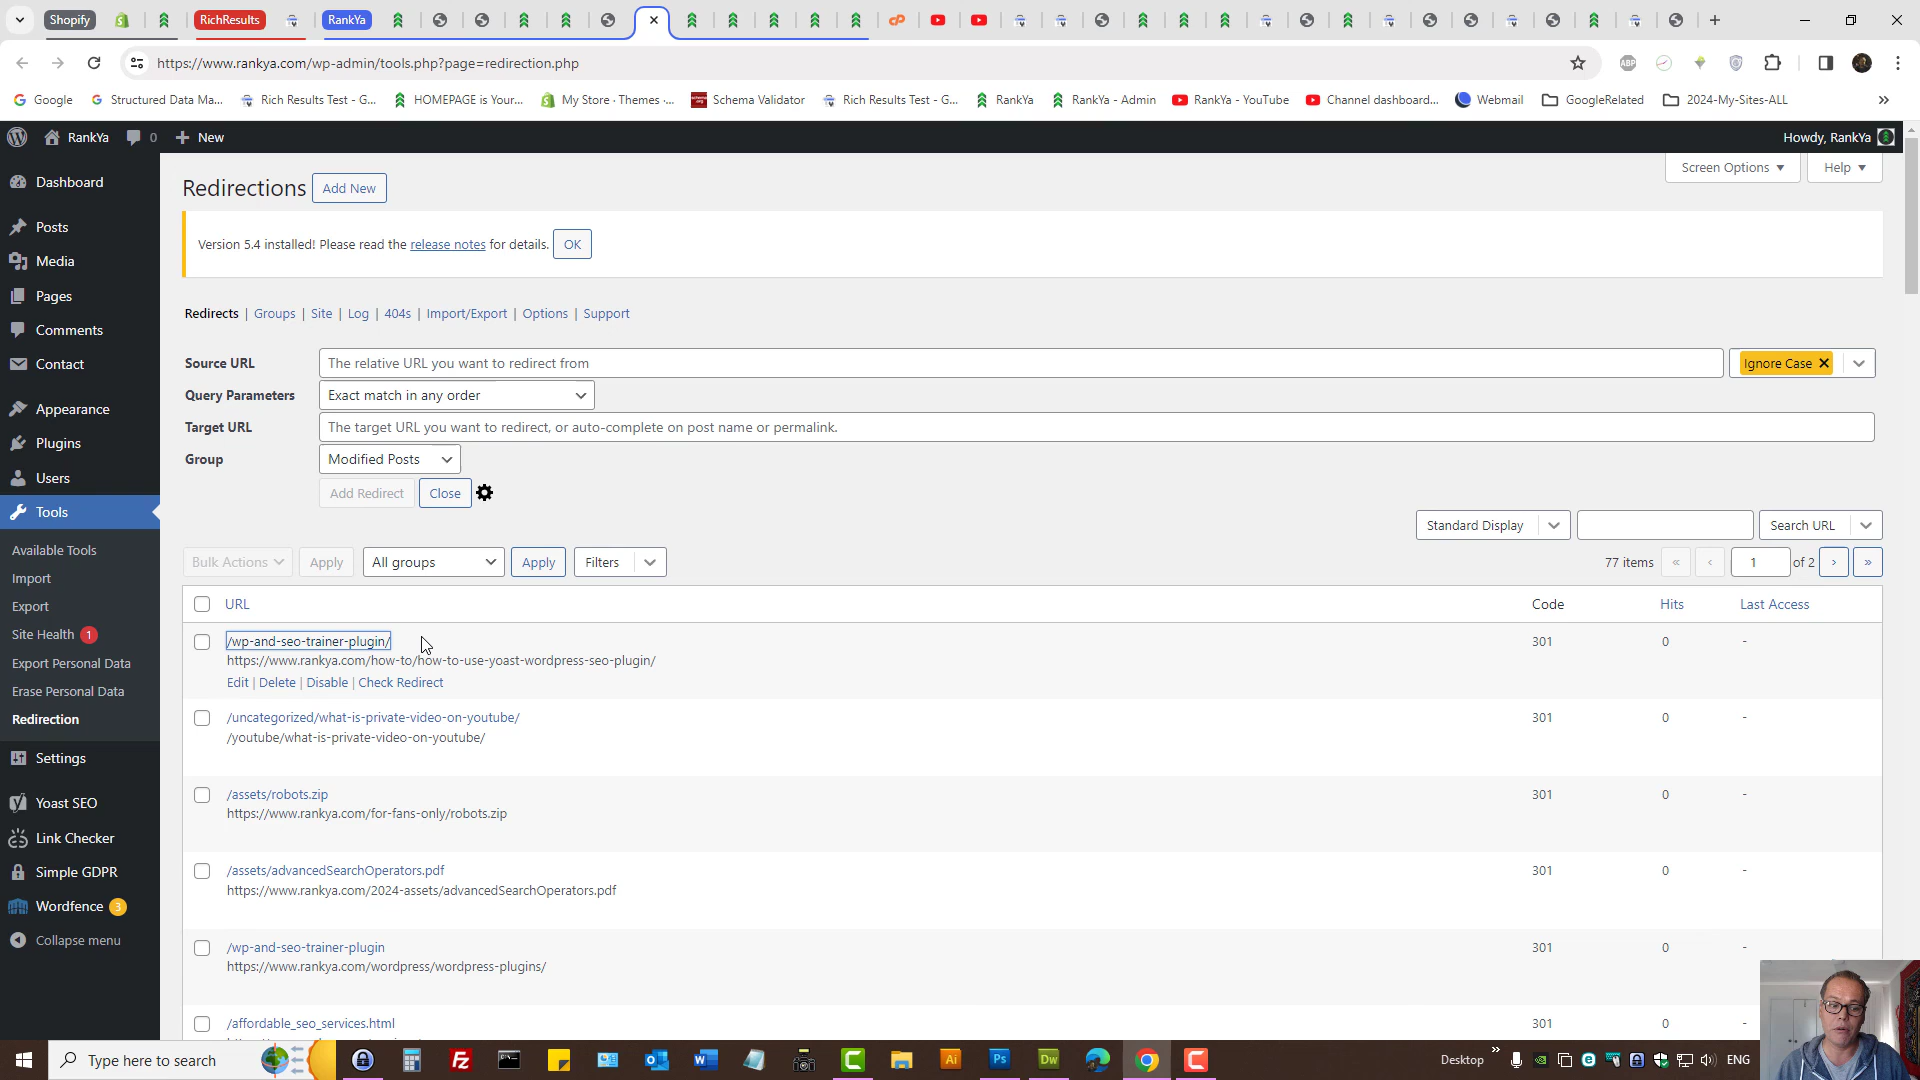 Shopify
RichResults
RankYa
https://www.rankya.com/wp-admin/tools.php?page=redirection.php
ABP
Google
Structured Data Ma...
Rich Results Test - G...
HOMEPAGE is Your...
My Store · Themes ·...
Schema Validator
Rich Results Test - G...
RankYa
RankYa - Admin
RankYa - YouTube
Channel dashboard...
Webmail
GoogleRelated
2024-My-Sites-ALL
RankYa
0
New
Howdy, RankYa
Dashboard
Posts
Media
Pages
Comments
Contact
Appearance
Plugins
Users
Tools
Available Tools
Import
Export
Site Health 1
Export Personal Data
Erase Personal Data
Redirection
Settings
Yoast SEO
Link Checker
Simple GDPR
Wordfence 3
Collapse menu
Screen Options
Help
Redirections
Add New
Version 5.4 installed! Please read the release notes for details. OK
Redirects | Groups | Site | Log | 404s | Import/Export | Options | Support
Source URL
The relative URL you want to redirect from
Ignore Case
Query Parameters
Exact match in any order
Target URL
The target URL you want to redirect, or auto-complete on post name or permalink.
Group
Modified Posts
Add Redirect
Close
Standard Display
Search URL
Bulk Actions
Apply
All groups
Apply
Filters
77 items « ‹ 1 of 2 › »
URL Code Hits Last Access
/wp-and-seo-trainer-plugin/ 301 0 -
https://www.rankya.com/how-to/how-to-use-yoast-wordpress-seo-plugin/
Edit | Delete | Disable | Check Redirect
/uncategorized/what-is-private-video-on-youtube/ 301 0 -
/youtube/what-is-private-video-on-youtube/
/assets/robots.zip 301 0 -
https://www.rankya.com/for-fans-only/robots.zip
/assets/advancedSearchOperators.pdf 301 0 -
https://www.rankya.com/2024-assets/advancedSearchOperators.pdf
/wp-and-seo-trainer-plugin 301 0 -
https://www.rankya.com/wordpress/wordpress-plugins/
/affordable_seo_services.html 301 0 -
Type here to search
Ai
Ps
Dw
Desktop
ENG